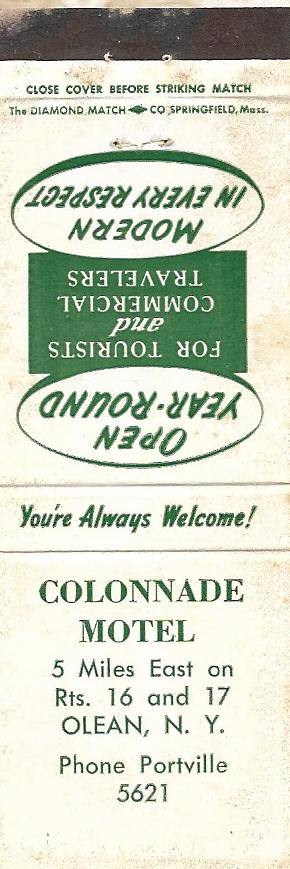 CLOSE COVER BEFORE STRIKING MATCH
The DIAMOND MATCH CO SPRINGFIELD, Mass.
OPEN
YEAR-ROUND
FOR TOURISTS
and
COMMERCIAL
TRAVELERS
MODERN
IN EVERY RESPECT
You're Always Welcome!
COLONNADE
MOTEL
5 Miles East on
Rts. 16 and 17
OLEAN, N. Y.
Phone Portville
5621